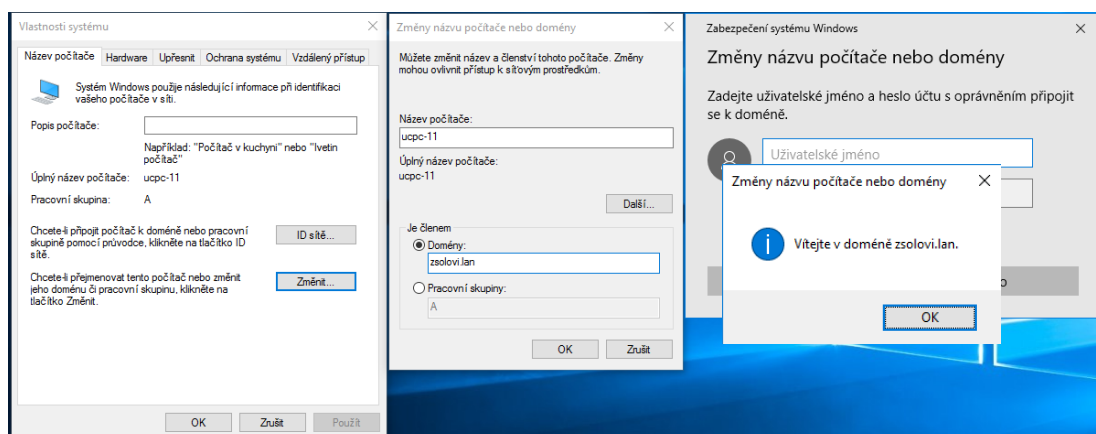 Vlastnosti systému
Název počítače Hardware Upřesnit Ochrana systému Vzdálený přístup
Systém Windows použije následující informace při identifikaci
vašeho počítače v síti.
Popis počítače:
Například: "Počítač v kuchyni" nebo "Ivetin
počítač"
Úplný název počítače: ucpc-11
Pracovní skupina: A
Chcete-li připojit počítač k doméně nebo pracovní
skupině pomocí průvodce, klikněte na tlačítko ID
sítě.
ID sítě...
Chcete-li přejmenovat tento počítač nebo změnit
jeho doménu či pracovní skupinu, klikněte na
tlačítko Změnit.
Změnit...
OK Zrušit Použít
Změny názvu počítače nebo domény
Můžete změnit název a členství tohoto počítače. Změny
mohou ovlivnit přístup k síťovým prostředkům.
Název počítače:
ucpc-11
Úplný název počítače:
ucpc-11
Další...
Je členem
Domény:
zsolovi.lan
Pracovní skupiny:
A
OK Zrušit
Zabezpečení systému Windows
Změny názvu počítače nebo domény
Zadejte uživatelské jméno a heslo účtu s oprávněním připojit
se k doméně.
Uživatelské jméno
Změny názvu počítače nebo domény
Vítejte v doméně zsolovi.lan.
OK